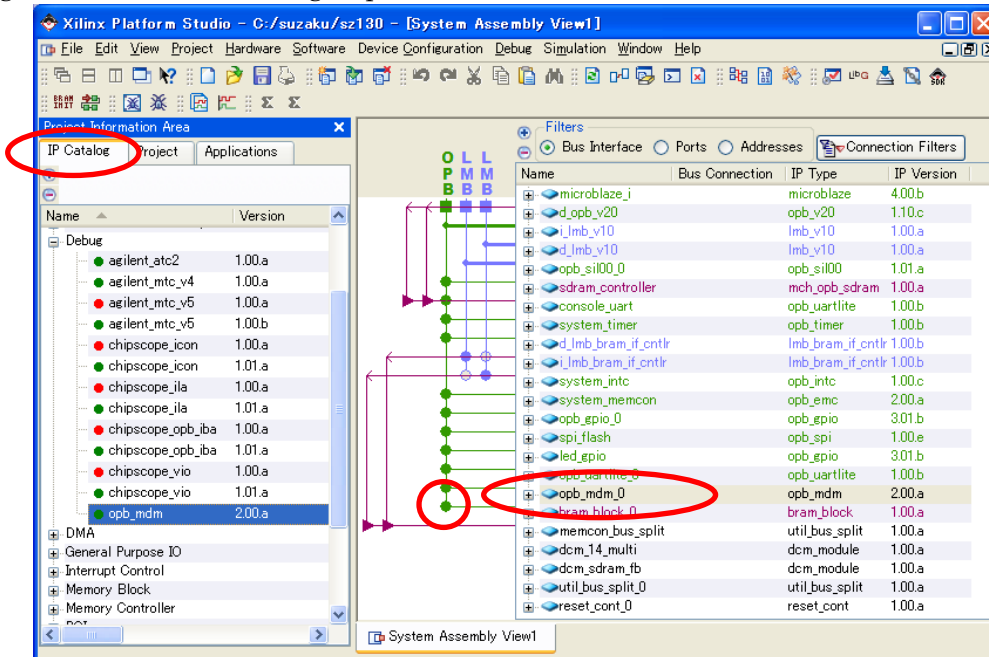 Xilinx Platform Studio - C:/suzaku/sz130 - [System Assembly View1]
File Edit View Project Hardware Software Device Configuration Debug Simulation Window Help
Project Information Area
IP Catalog Project Applications
Name Version
Debug
agilent_atc2 1.00.a
agilent_mtc_v4 1.00.a
agilent_mtc_v5 1.00.a
agilent_mtc_v5 1.00.b
chipscope_icon 1.00.a
chipscope_icon 1.01.a
chipscope_ila 1.00.a
chipscope_ila 1.01.a
chipscope_opb_iba 1.00.a
chipscope_opb_iba 1.01.a
chipscope_vio 1.00.a
chipscope_vio 1.01.a
opb_mdm 2.00.a
DMA
General Purpose IO
Interrupt Control
Memory Block
Memory Controller
OPB LMB LMB
Filters
Bus Interface Ports Addresses Connection Filters
Name Bus Connection IP Type IP Version
microblaze_i microblaze 4.00.b
d_opb_v20 opb_v20 1.10.c
i_lmb_v10 lmb_v10 1.00.a
d_lmb_v10 lmb_v10 1.00.a
opb_sil00_0 opb_sil00 1.01.a
sdram_controller mch_opb_sdram 1.00.a
console_uart opb_uartlite 1.00.b
system_timer opb_timer 1.00.b
d_lmb_bram_if_cntlr lmb_bram_if_cntlr 1.00.b
i_lmb_bram_if_cntlr lmb_bram_if_cntlr 1.00.b
system_intc opb_intc 1.00.c
system_memcon opb_emc 2.00.a
opb_gpio_0 opb_gpio 3.01.b
spi_flash opb_spi 1.00.e
led_gpio opb_gpio 3.01.b
opb_uartlite_0 opb_uartlite 1.00.b
opb_mdm_0 opb_mdm 2.00.a
bram_block_0 bram_block 1.00.a
memcon_bus_split util_bus_split 1.00.a
dcm_14_multi dcm_module 1.00.a
dcm_sdram_fb dcm_module 1.00.a
util_bus_split_0 util_bus_split 1.00.a
reset_cont_0 reset_cont 1.00.a
System Assembly View1